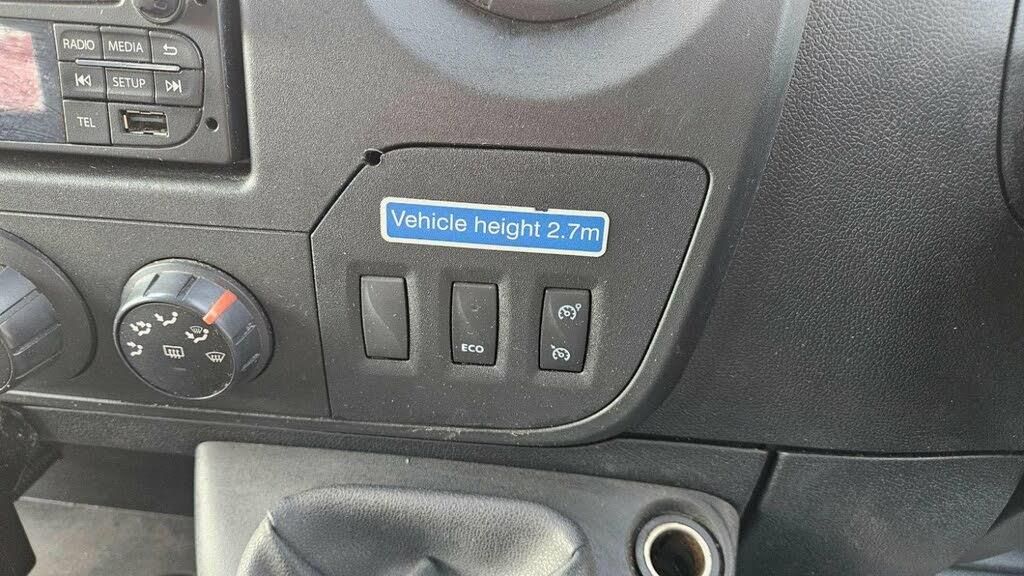 RADIO MEDIA
SETUP
TEL
Vehicle height 2.7m
ECO